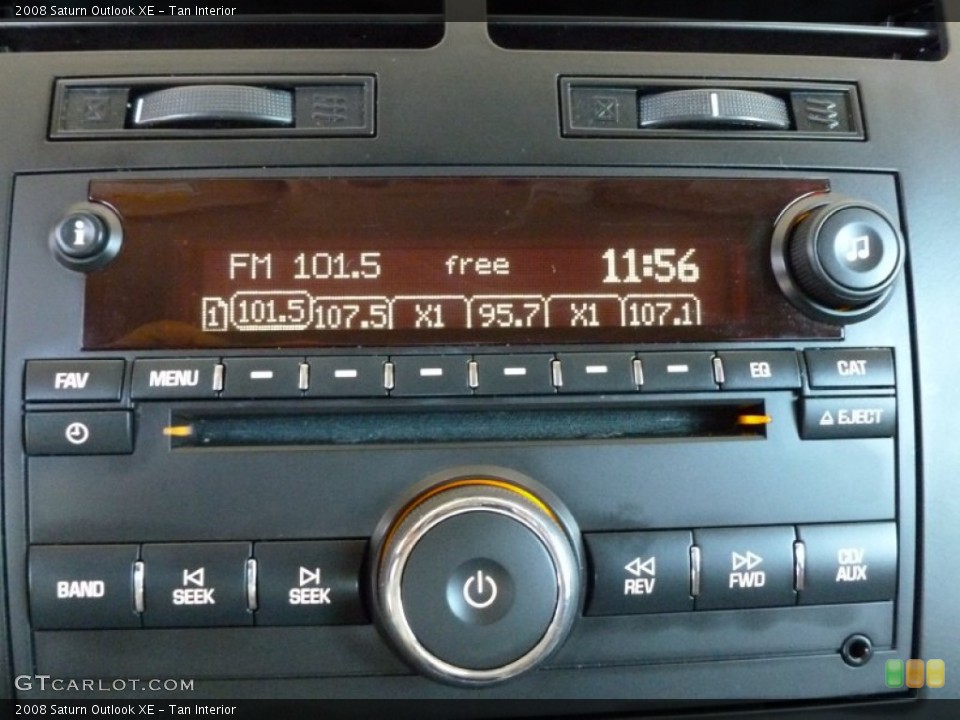 2008 Saturn Outlook XE - Tan Interior
i
FM 101.5 free 11:56
1 101.5 107.5 X1 95.7 X1 107.1
FAV MENU EQ CAT
EJECT
BAND SEEK SEEK REV FWD CD/AUX
GTCARLOT.COM
2008 Saturn Outlook XE - Tan Interior